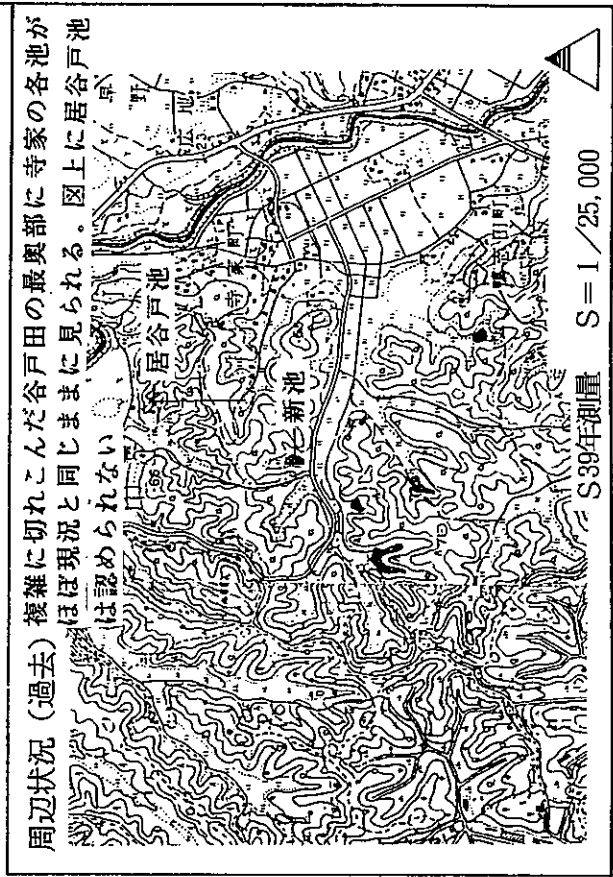 周辺状況(過去)複雑に切れこんだ谷戸田の最奥部に寺家の各池が
ほぼ現況と同じままに見られる。図上に居谷戸池
は認められない
居谷戸池
新池
S39年測量 S=1/25,000